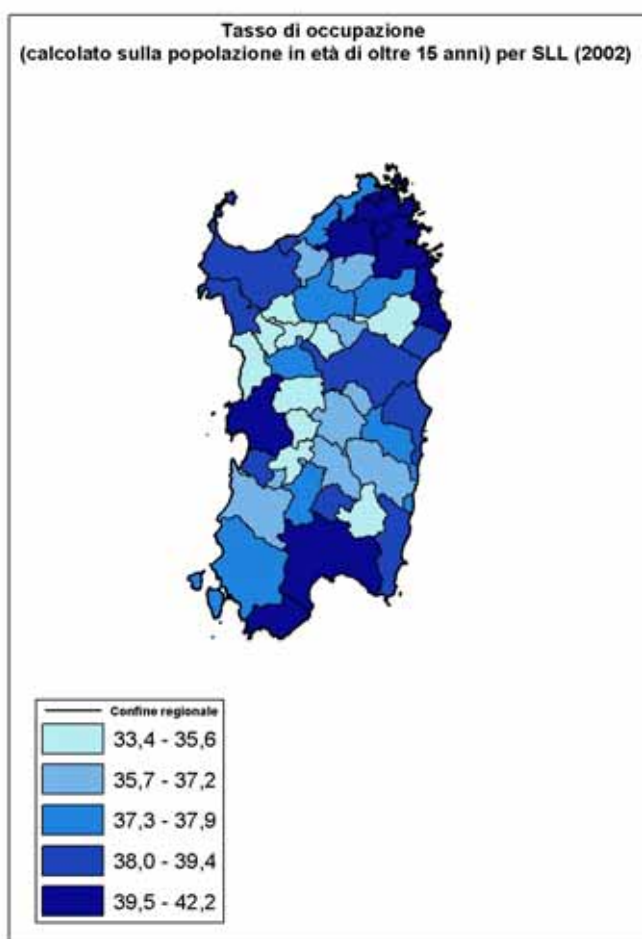 Tasso di occupazione
(calcolato sulla popolazione in età di oltre 15 anni) per SLL (2002)
Confine regionale
33,4 - 35,6
35,7 - 37,2
37,3 - 37,9
38,0 - 39,4
39,5 - 42,2